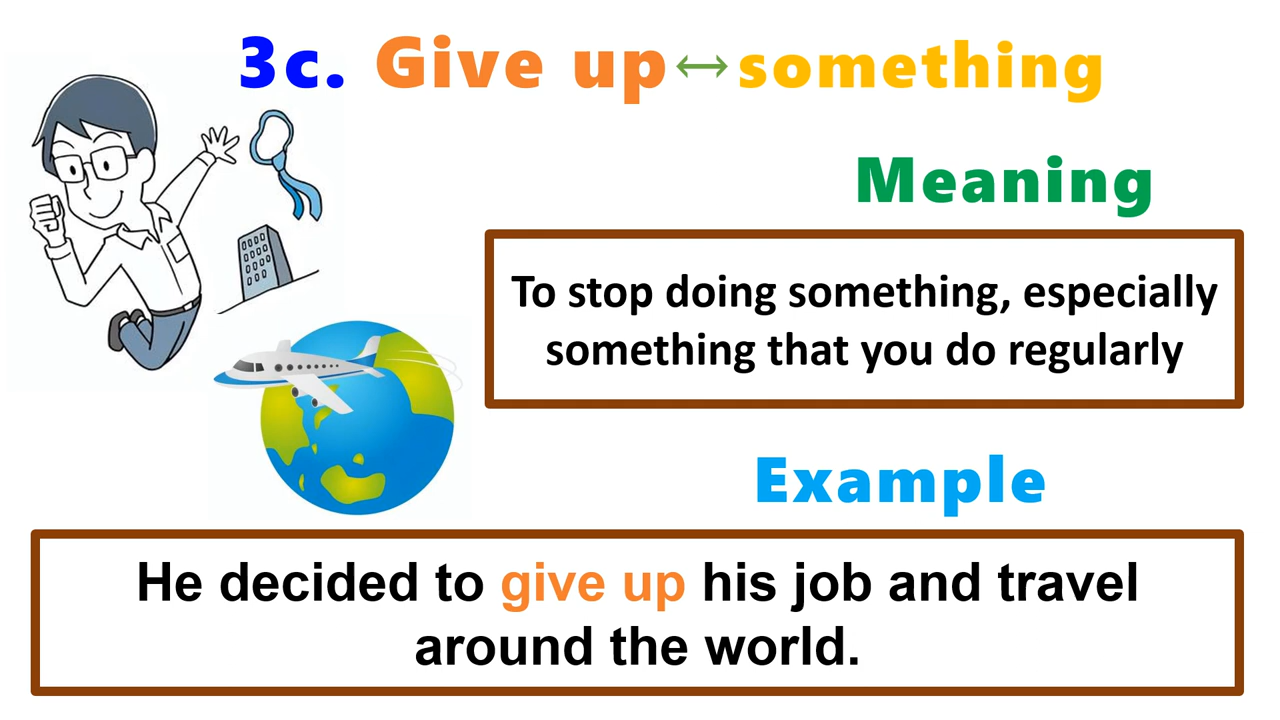 3c. Give up↔something
Meaning
To stop doing something, especially
something that you do regularly
Example
He decided to give up his job and travel
around the world.